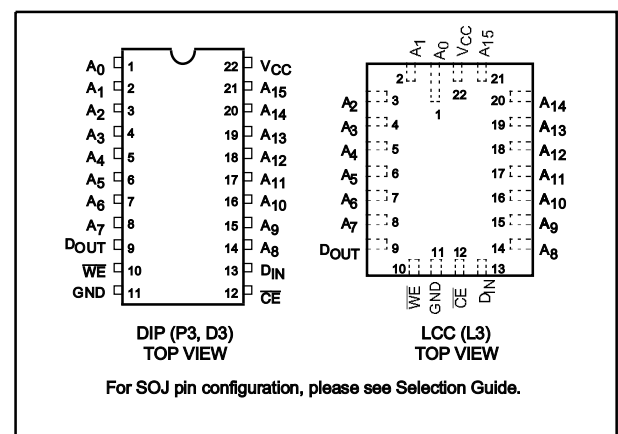 A0 1 22 VCC
A1 2 21 A15
A2 3 20 A14
A3 4 19 A13
A4 5 18 A12
A5 6 17 A11
A6 7 16 A10
A7 8 15 A9
DOUT 9 14 A8
W̅E̅ 10 13 DIN
GND 11 12 C̅E̅
DIP (P3, D3)
TOP VIEW
A1 A0 VCC A15
2 1 22 21
A2 3 20 A14
A3 4 19 A13
A4 5 18 A12
A5 6 17 A11
A6 7 16 A10
A7 8 15 A9
DOUT 9 14 A8
10 11 12 13
W̅E̅ GND C̅E̅ DIN
LCC (L3)
TOP VIEW
For SOJ pin configuration, please see Selection Guide.